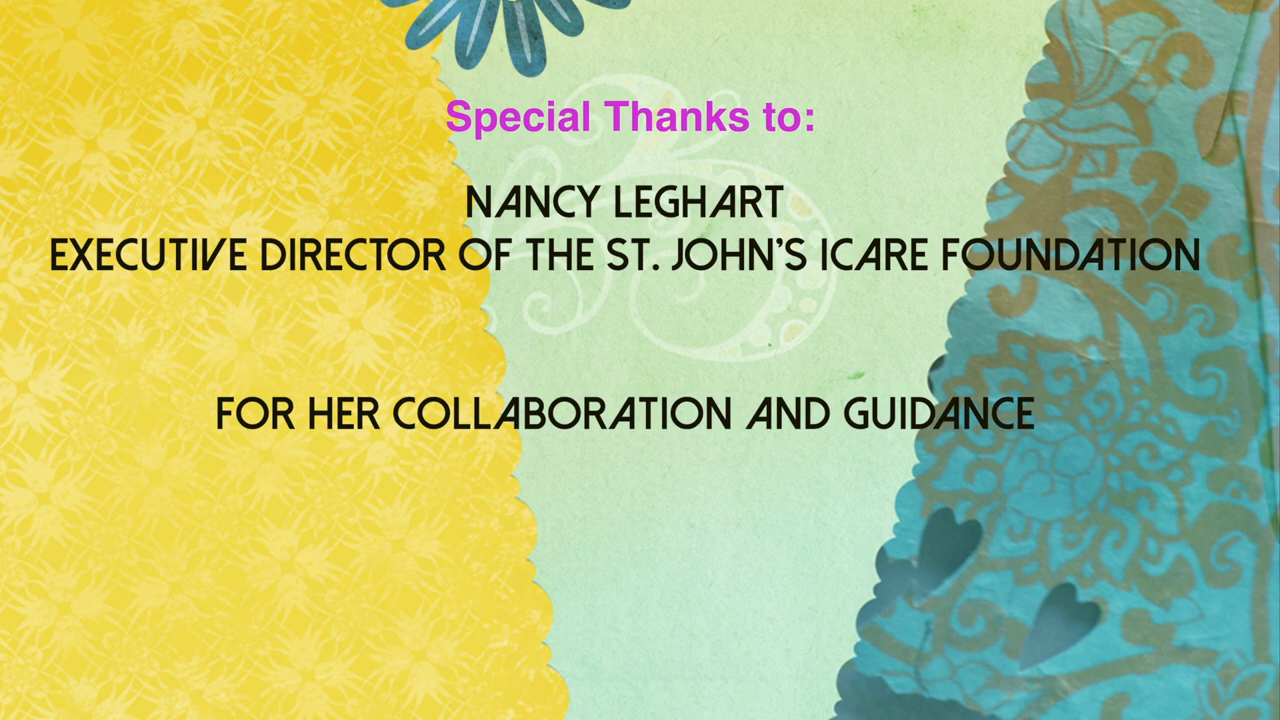 Special Thanks to:
NANCY LEGHART
EXECUTIVE DIRECTOR OF THE ST. JOHN'S ICARE FOUNDATION
FOR HER COLLABORATION AND GUIDANCE